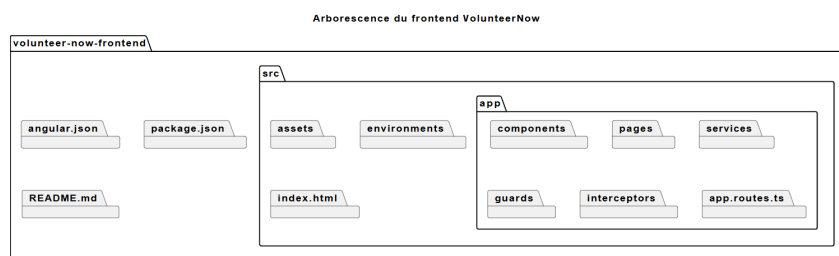 Arborescence du frontend VolunteerNow
volunteer-now-frontend
src
app
angular.json
package.json
assets
environments
components
pages
services
README.md
index.html
guards
interceptors
app.routes.ts